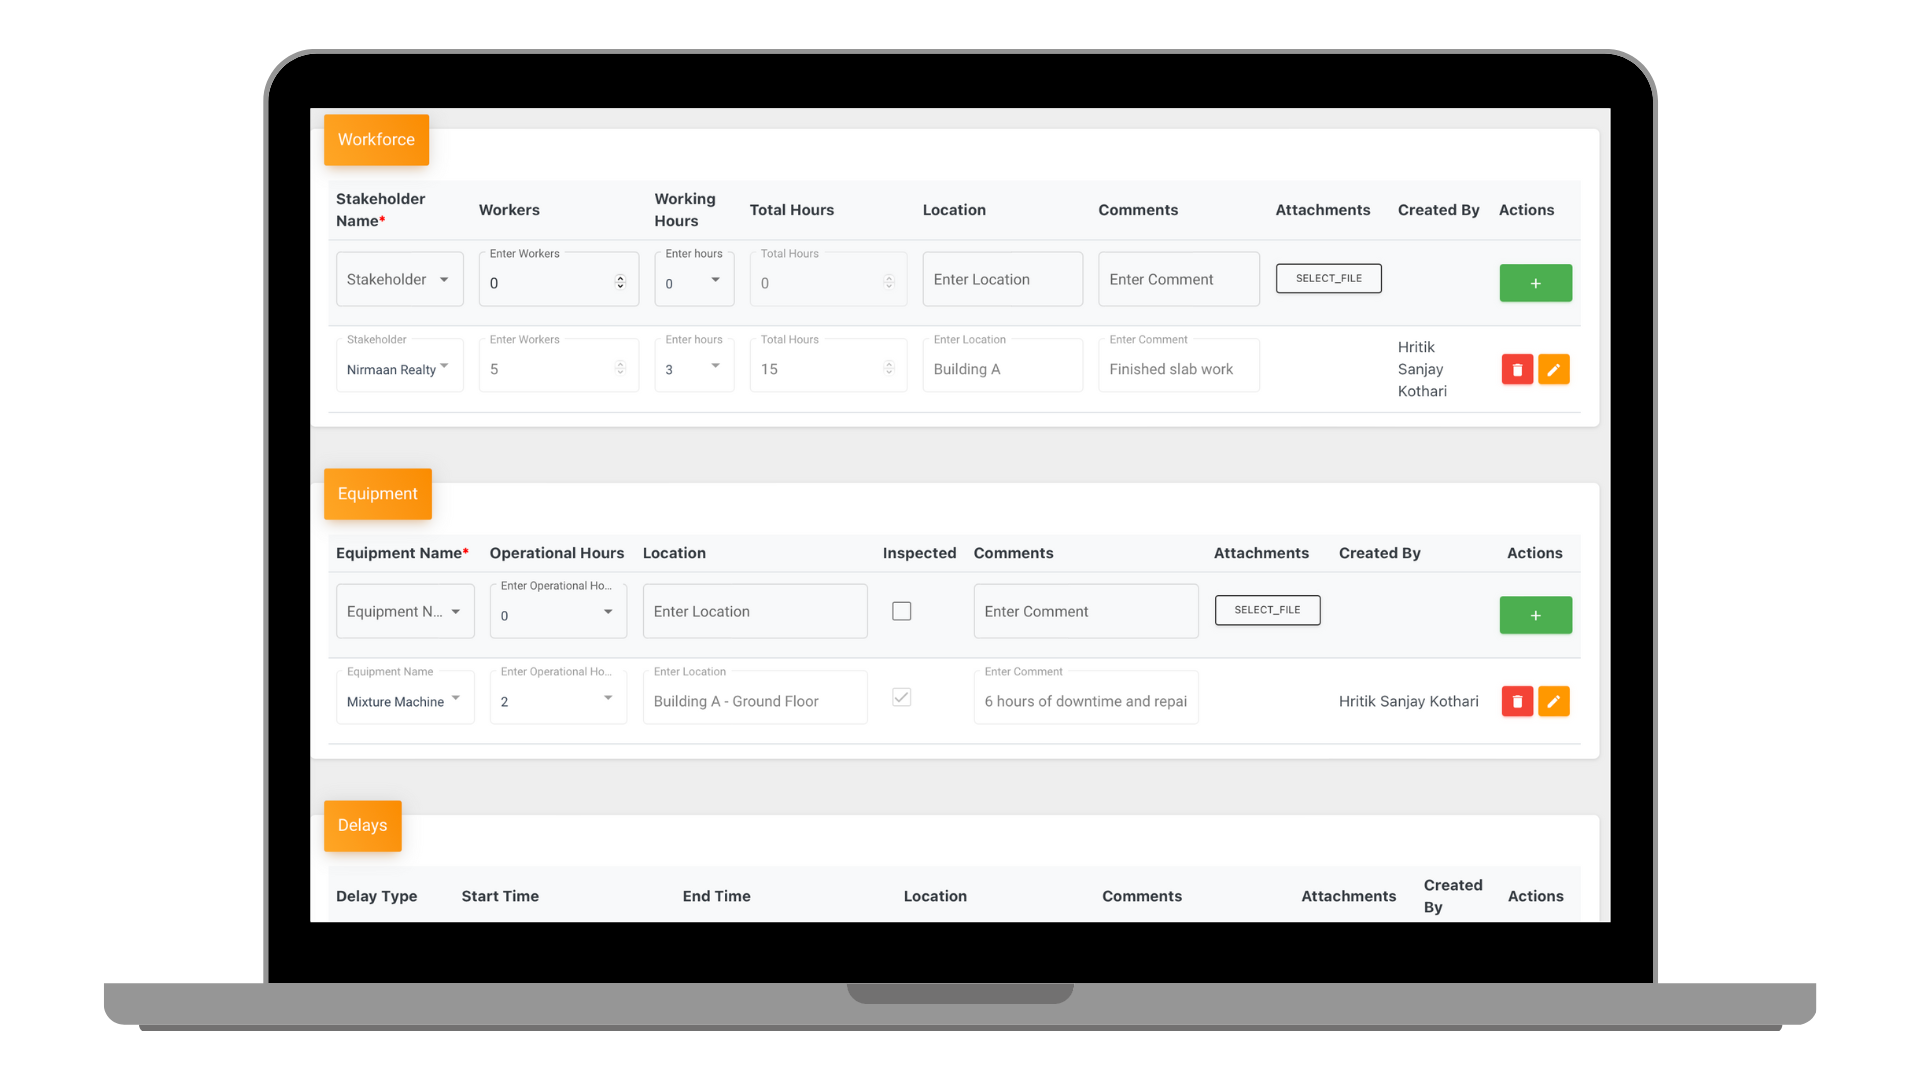 Workforce
Stakeholder Name* Workers Working Hours Total Hours Location Comments Attachments Created By Actions
Enter Workers Enter hours Total Hours
Stakeholder 0 0 0 Enter Location Enter Comment SELECT_FILE +
Stakeholder Enter Workers Enter hours Total Hours Enter Location Enter Comment
Nirmaan Realty 5 3 15 Building A Finished slab work Hritik Sanjay Kothari
Equipment
Equipment Name* Operational Hours Location Inspected Comments Attachments Created By Actions
Enter Operational Ho...
Equipment N... 0 Enter Location Enter Comment SELECT_FILE +
Equipment Name Enter Operational Ho... Enter Location Enter Comment
Mixture Machine 2 Building A - Ground Floor 6 hours of downtime and repai Hritik Sanjay Kothari
Delays
Delay Type Start Time End Time Location Comments Attachments Created By Actions